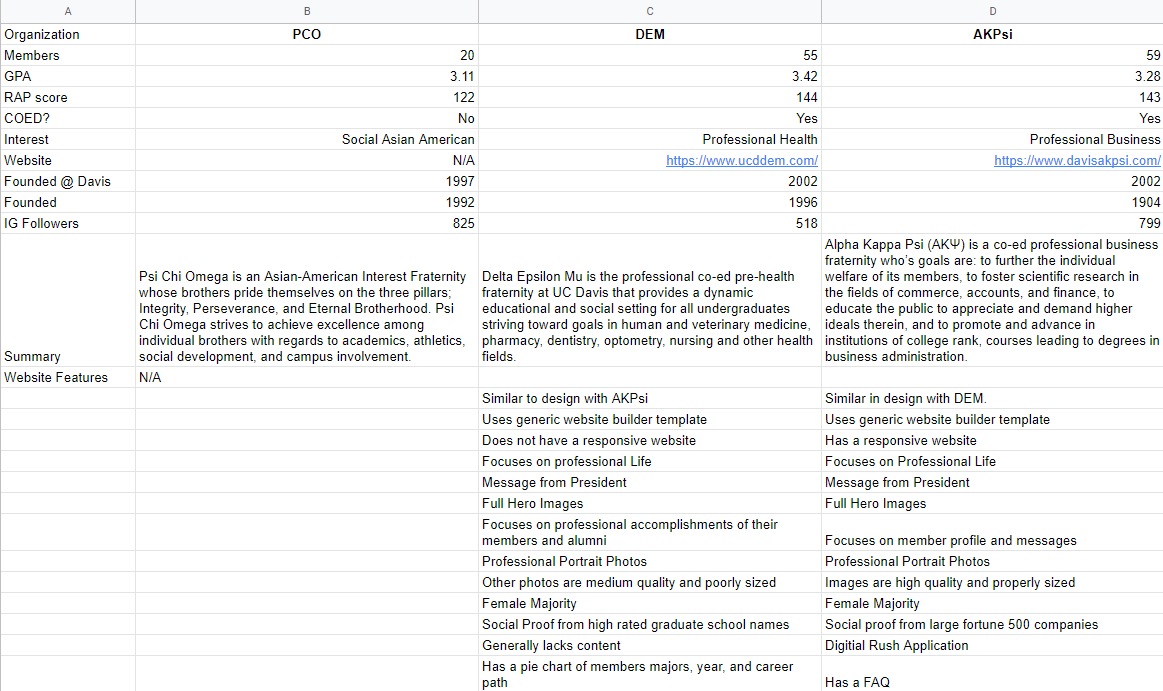 A B C D
Organization PCO DEM AKPsi
Members 20 55 59
GPA 3.11 3.42 3.28
RAP score 122 144 143
COED? No Yes Yes
Interest Social Asian American Professional Health Professional Business
Website N/A https://www.ucddem.com/ https://www.davisakpsi.com/
Founded @ Davis 1997 2002 2002
Founded 1992 1996 1904
IG Followers 825 518 799
Summary
Psi Chi Omega is an Asian-American Interest Fraternity
whose brothers pride themselves on the three pillars;
Integrity, Perseverance, and Eternal Brotherhood. Psi
Chi Omega strives to achieve excellence among
individual brothers with regards to academics, athletics,
social development, and campus involvement.
Delta Epsilon Mu is the professional co-ed pre-health
fraternity at UC Davis that provides a dynamic
educational and social setting for all undergraduates
striving toward goals in human and veterinary medicine,
pharmacy, dentistry, optometry, nursing and other health
fields.
Alpha Kappa Psi (AKΨ) is a co-ed professional business
fraternity who's goals are: to further the individual
welfare of its members, to foster scientific research in
the fields of commerce, accounts, and finance, to
educate the public to appreciate and demand higher
ideals therein, and to promote and advance in
institutions of college rank, courses leading to degrees in
business administration.
Website Features N/A
Similar to design with AKPsi Similar in design with DEM.
Uses generic website builder template Uses generic website builder template
Does not have a responsive website Has a responsive website
Focuses on professional Life Focuses on Professional Life
Message from President Message from President
Full Hero Images Full Hero Images
Focuses on professional accomplishments of their
members and alumni Focuses on member profile and messages
Professional Portrait Photos Professional Portrait Photos
Other photos are medium quality and poorly sized Images are high quality and properly sized
Female Majority Female Majority
Social Proof from high rated graduate school names Social proof from large fortune 500 companies
Generally lacks content Digitial Rush Application
Has a pie chart of members majors, year, and career
path Has a FAQ